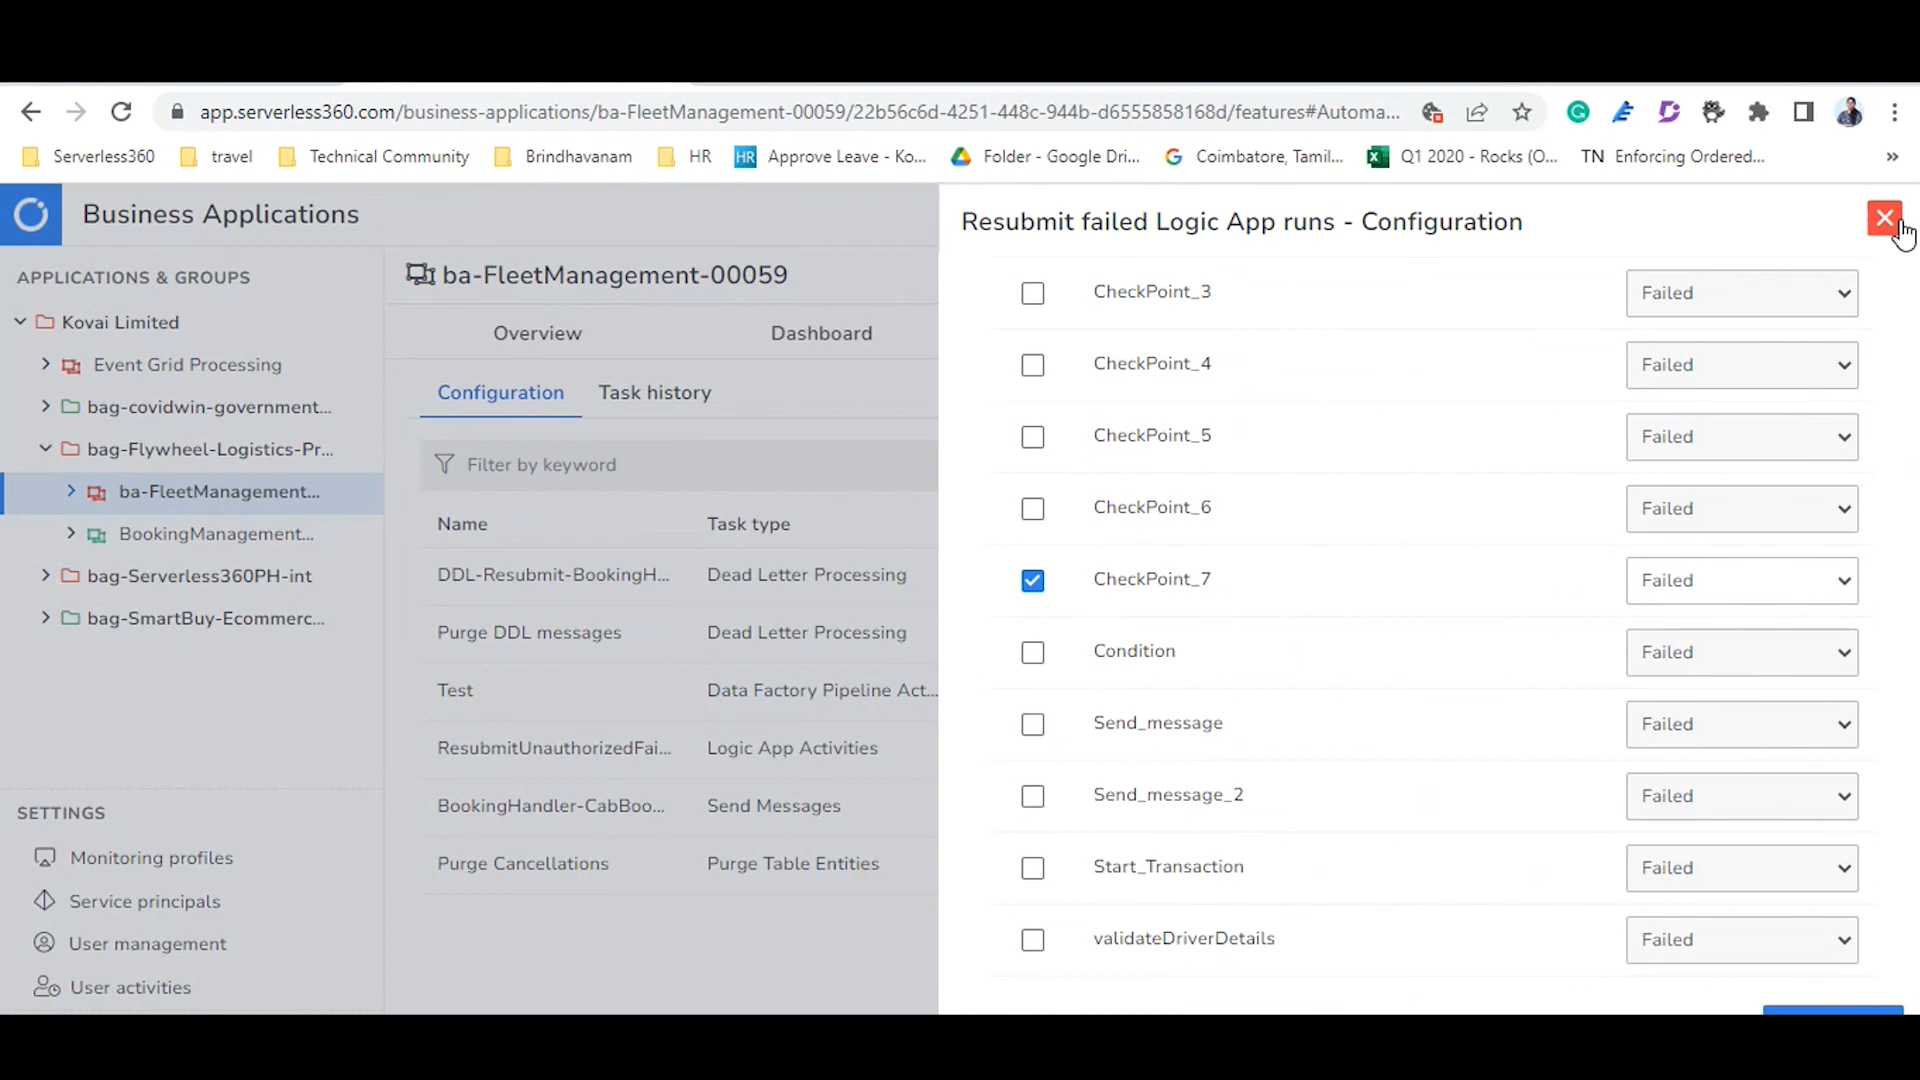 app.serverless360.com/business-applications/ba-FleetManagement-00059/22b56c6d-4251-448c-944b-d6555858168d/features#Automa...
Serverless360 travel Technical Community Brindhavanam HR HR Approve Leave - Ko... Folder - Google Dri... Coimbatore, Tamil... Q1 2020 - Rocks (O... TN Enforcing Ordered... »
Business Applications
APPLICATIONS & GROUPS
Kovai Limited
Event Grid Processing
bag-covidwin-government...
bag-Flywheel-Logistics-Pr...
ba-FleetManagement...
BookingManagement...
bag-Serverless360PH-int
bag-SmartBuy-Ecommerc...
SETTINGS
Monitoring profiles
Service principals
User management
User activities
ba-FleetManagement-00059
Overview Dashboard
Configuration Task history
Filter by keyword
Name Task type
DDL-Resubmit-BookingH... Dead Letter Processing
Purge DDL messages Dead Letter Processing
Test Data Factory Pipeline Act...
ResubmitUnauthorizedFai... Logic App Activities
BookingHandler-CabBoo... Send Messages
Purge Cancellations Purge Table Entities
Resubmit failed Logic App runs - Configuration
CheckPoint_3 Failed
CheckPoint_4 Failed
CheckPoint_5 Failed
CheckPoint_6 Failed
CheckPoint_7 Failed
Condition Failed
Send_message Failed
Send_message_2 Failed
Start_Transaction Failed
validateDriverDetails Failed